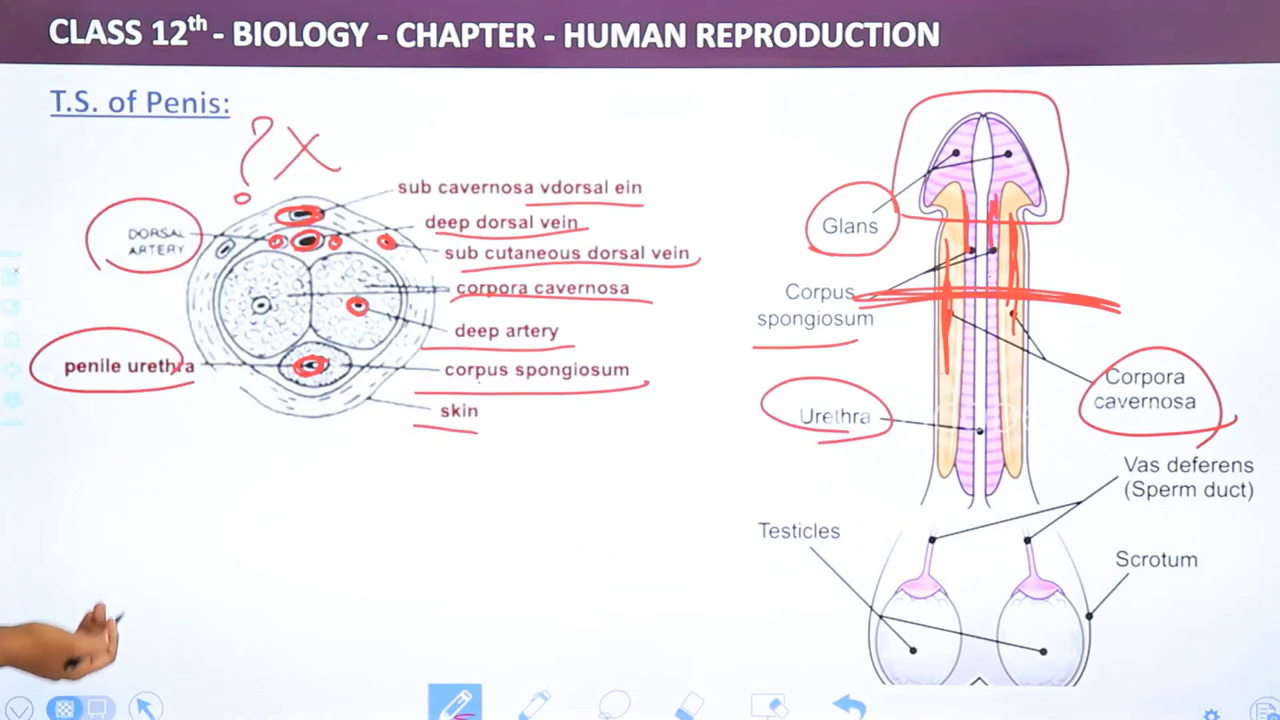 CLASS 12th - BIOLOGY - CHAPTER - HUMAN REPRODUCTION
T.S. of Penis:
? X
sub cavernosa vdorsal ein
deep dorsal vein
DORSAL
ARTERY
sub cutaneous dorsal vein
corpora cavernosa
deep artery
penile urethra
corpus spongiosum
skin
Glans
Corpus
spongiosum
Urethra
Corpora
cavernosa
Vas deferens
(Sperm duct)
Testicles
Scrotum